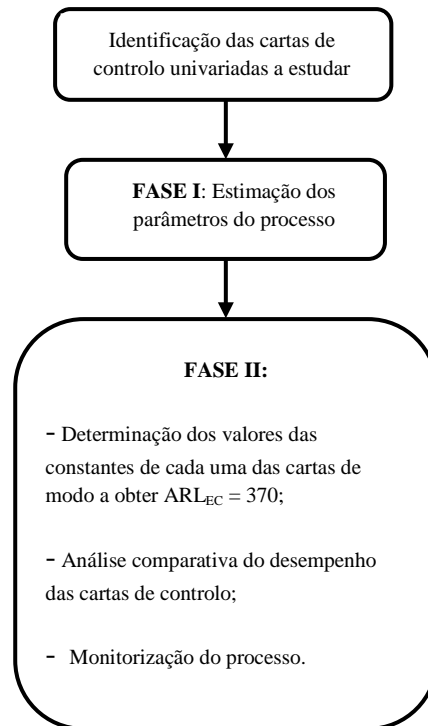 Identificação das cartas de
controlo univariadas a estudar
FASE I: Estimação dos
parâmetros do processo
FASE II:
- Determinação dos valores das
constantes de cada uma das cartas de
modo a obter ARL_EC = 370;
- Análise comparativa do desempenho
das cartas de controlo;
- Monitorização do processo.